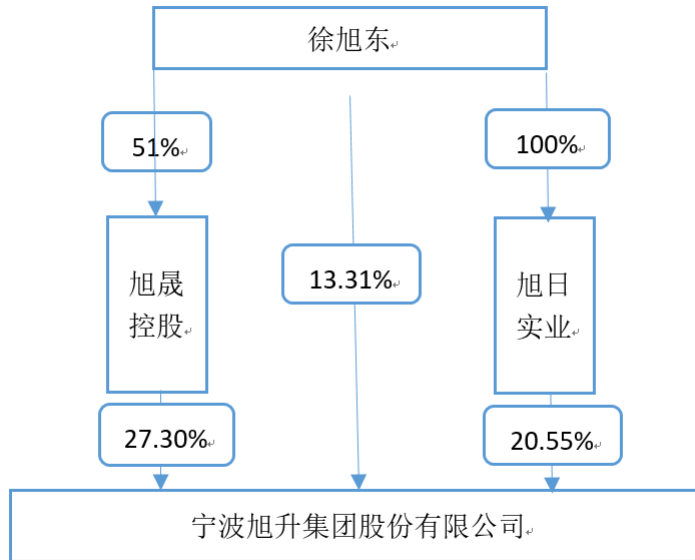 徐旭东
51%
100%
旭晟
控股
13.31%
旭日
实业
27.30%
20.55%
宁波旭升集团股份有限公司